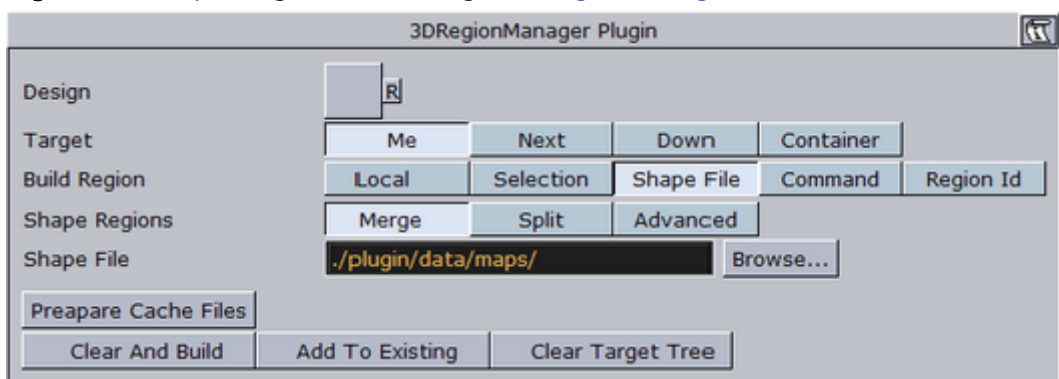 3DRegionManager Plugin
Design R
Target Me Next Down Container
Build Region Local Selection Shape File Command Region Id
Shape Regions Merge Split Advanced
Shape File ./plugin/data/maps/ Browse...
Preapare Cache Files
Clear And Build Add To Existing Clear Target Tree